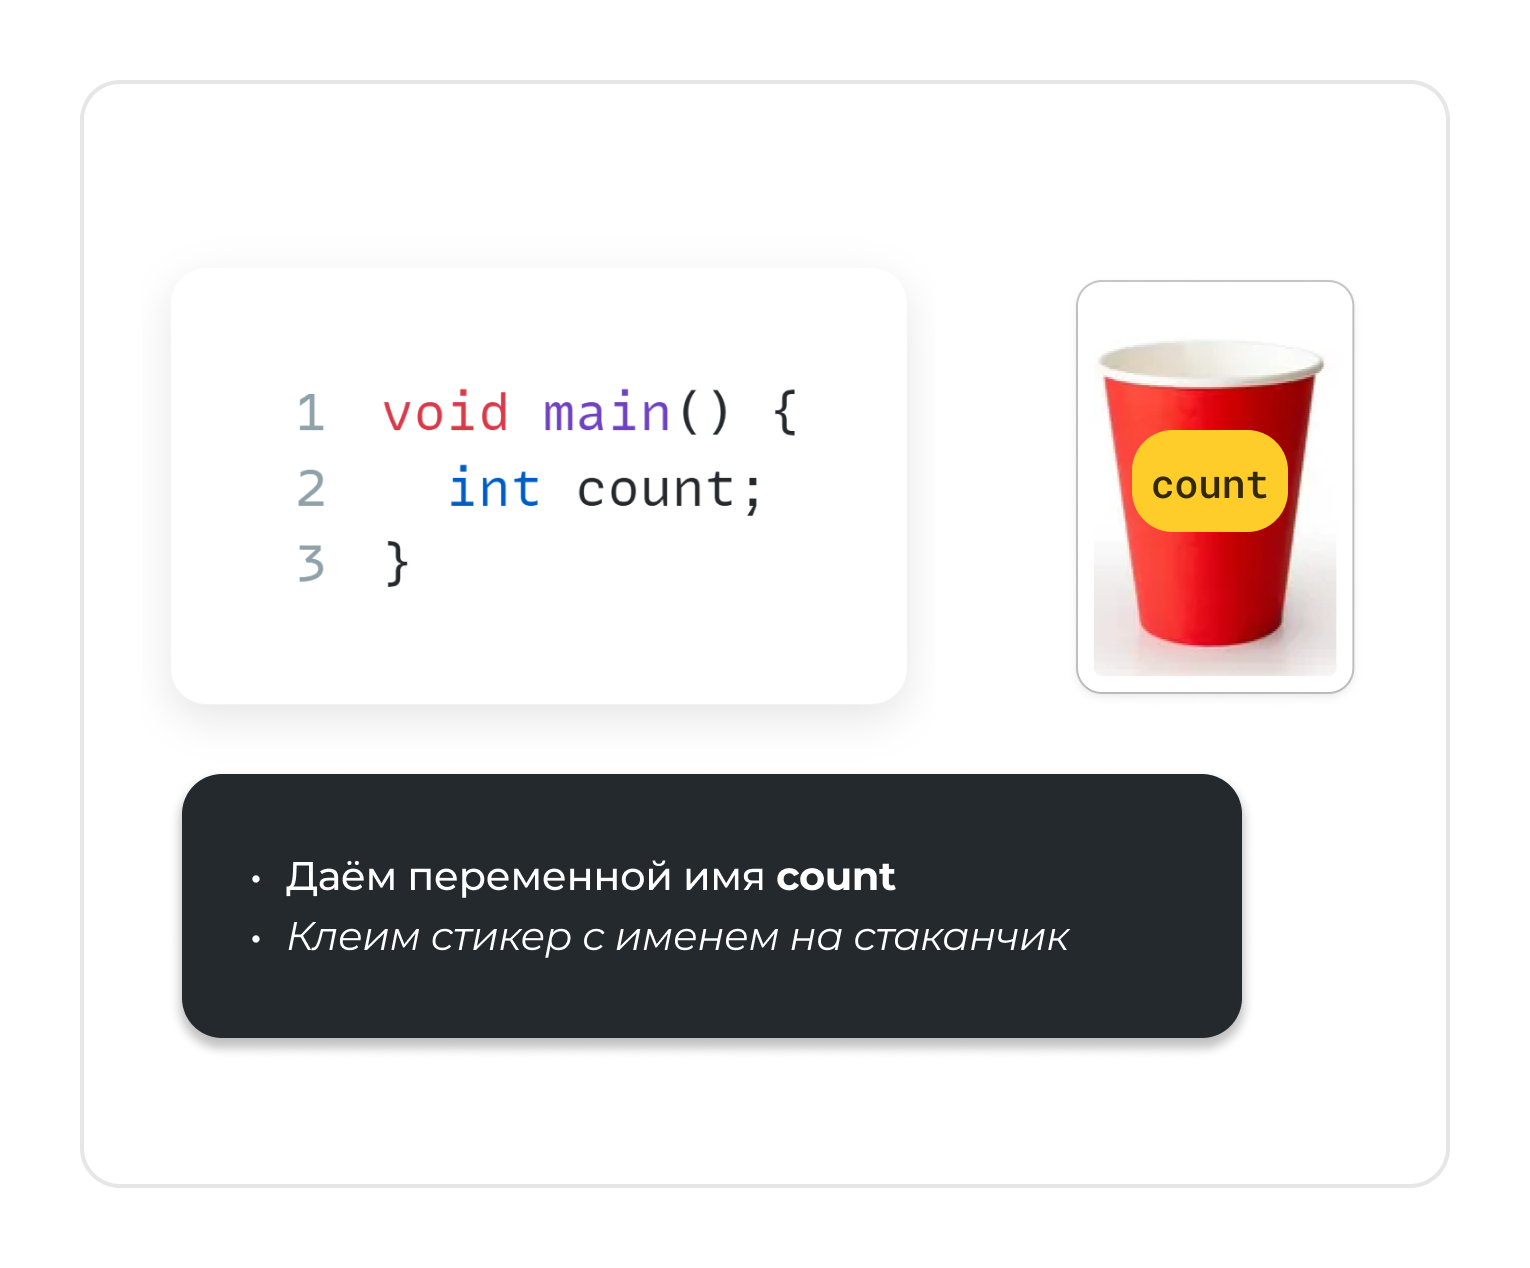 1 void main() {
2 int count;
3 }
count
• Даём переменной имя count
• Клеим стикер с именем на стаканчик